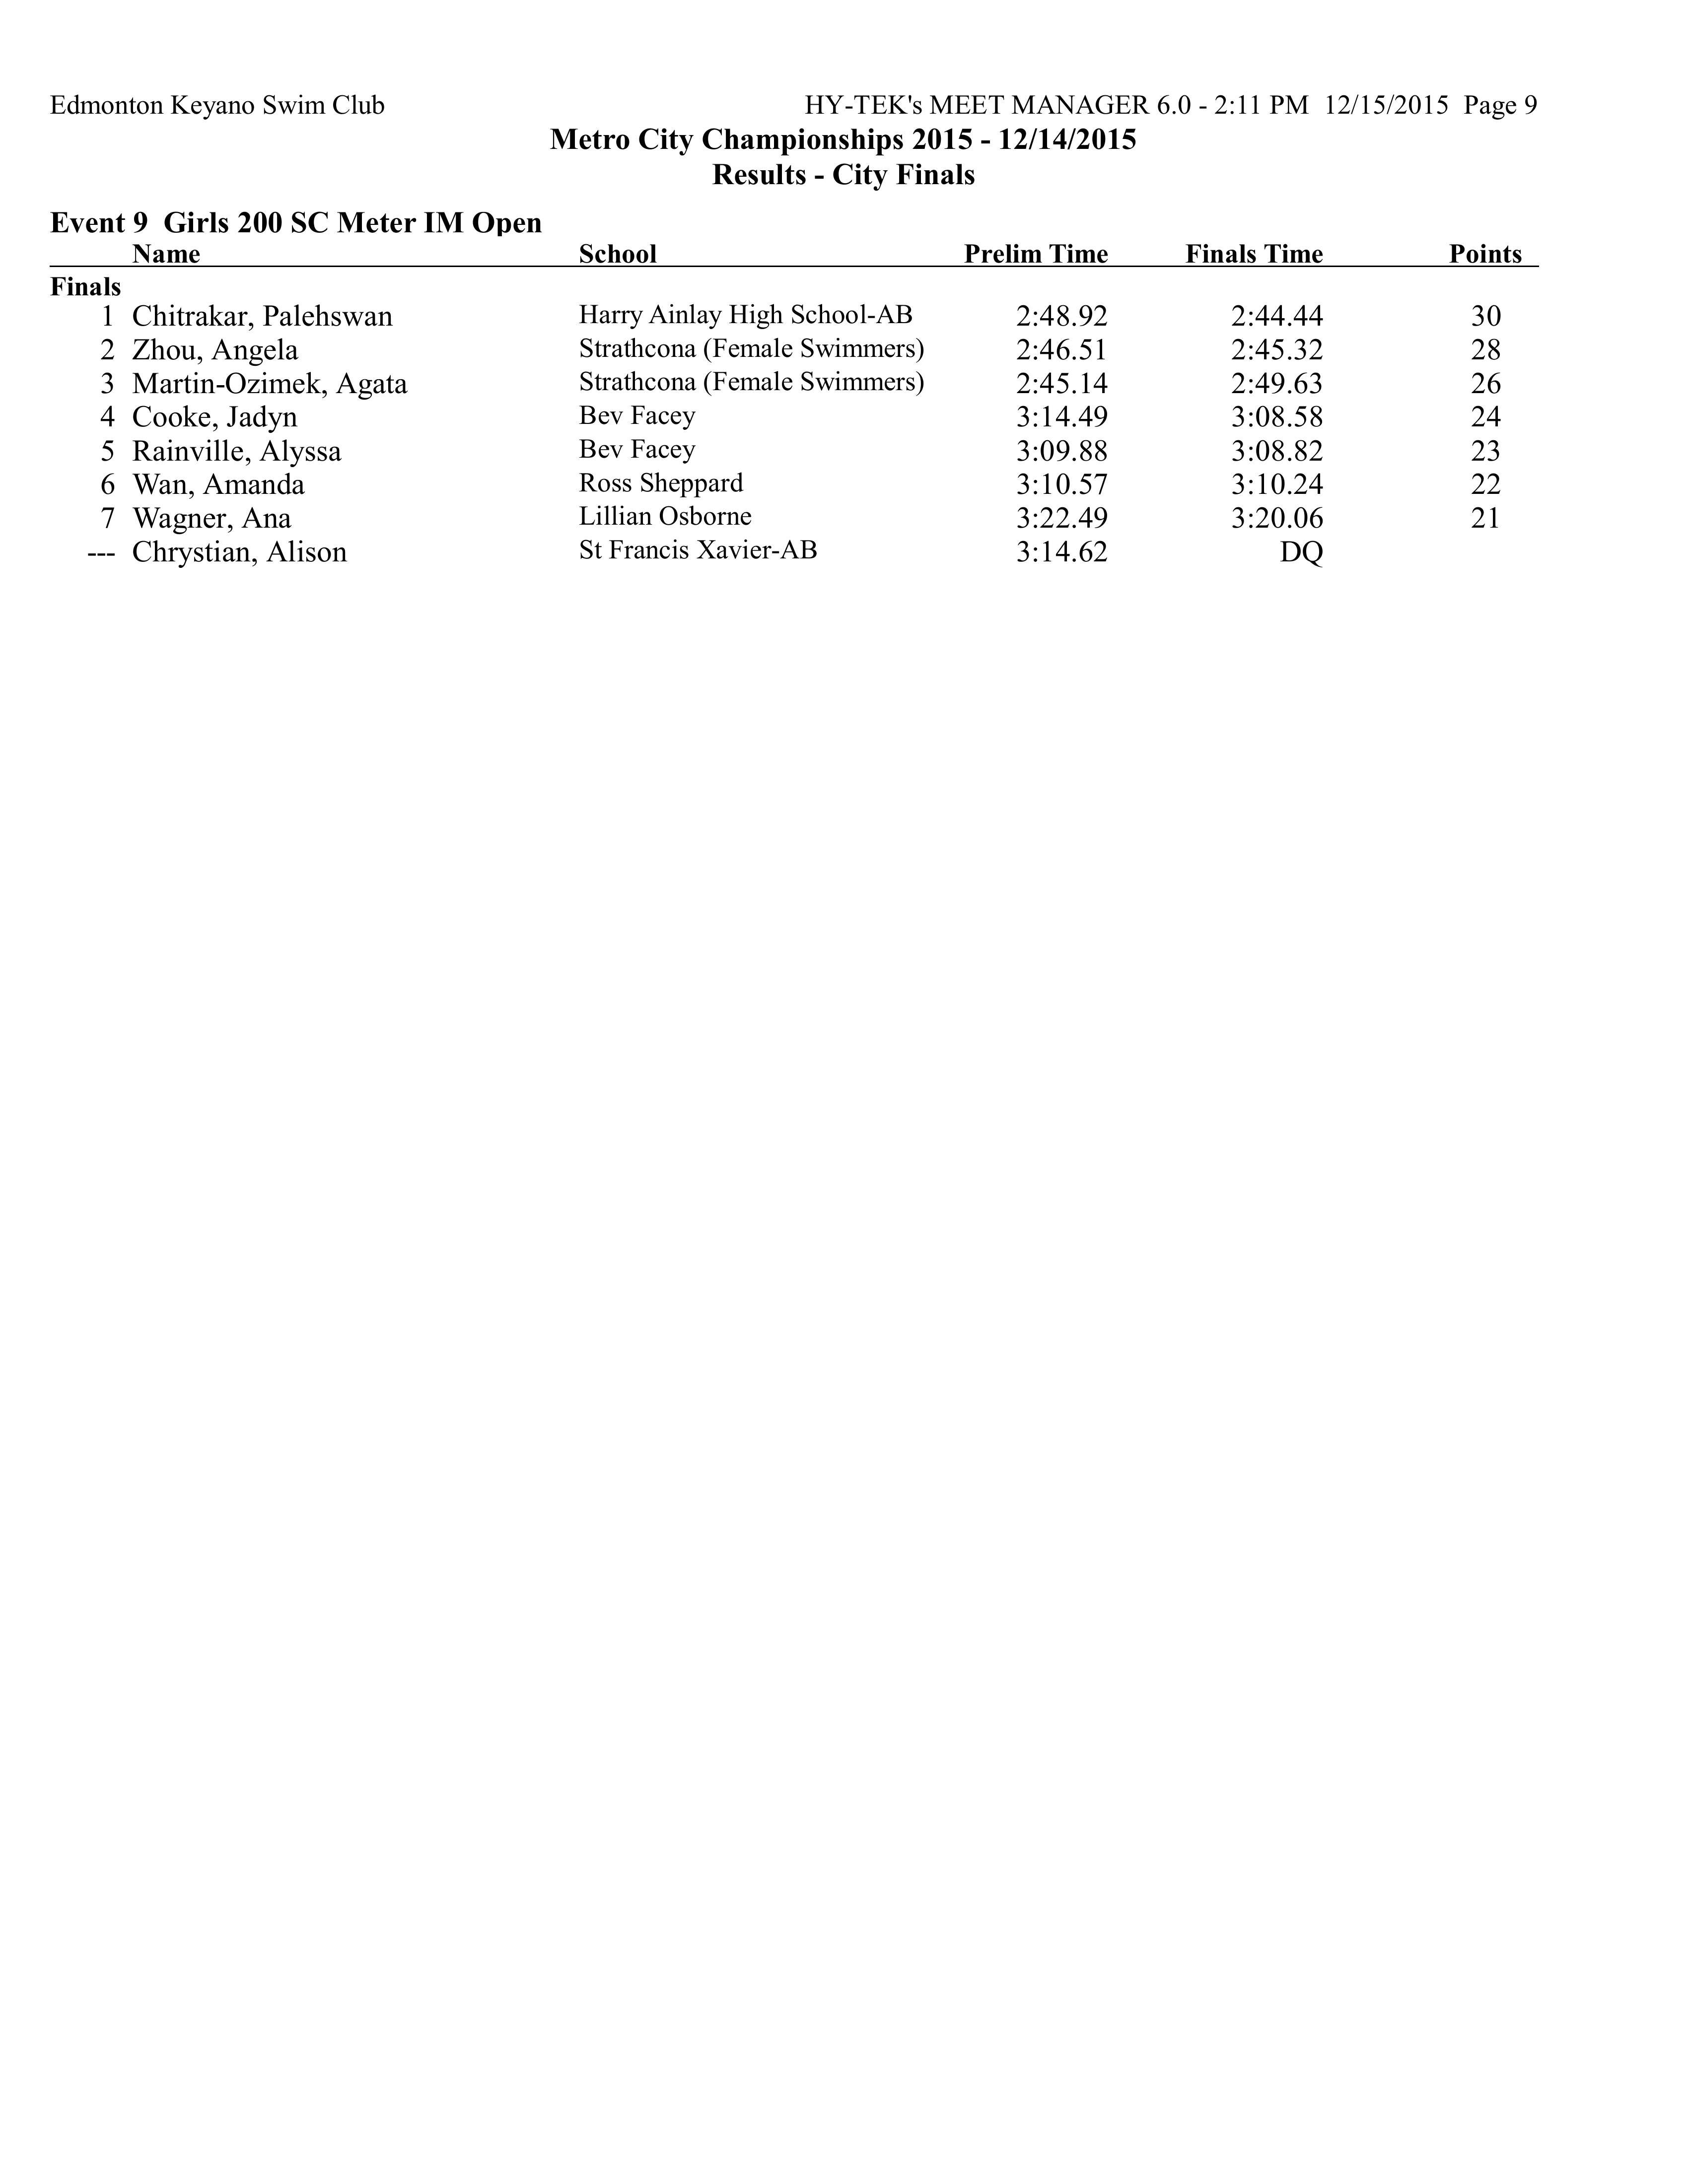 Edmonton Keyano Swim Club HY-TEK's MEET MANAGER 6.0 - 2:11 PM 12/15/2015 Page 9
Metro City Championships 2015 - 12/14/2015
Results - City Finals
Event 9 Girls 200 SC Meter IM Open
Name School Prelim Time Finals Time Points
Finals
1 Chitrakar, Palehswan Harry Ainlay High School-AB 2:48.92 2:44.44 30
2 Zhou, Angela Strathcona (Female Swimmers) 2:46.51 2:45.32 28
3 Martin-Ozimek, Agata Strathcona (Female Swimmers) 2:45.14 2:49.63 26
4 Cooke, Jadyn Bev Facey 3:14.49 3:08.58 24
5 Rainville, Alyssa Bev Facey 3:09.88 3:08.82 23
6 Wan, Amanda Ross Sheppard 3:10.57 3:10.24 22
7 Wagner, Ana Lillian Osborne 3:22.49 3:20.06 21
--- Chrystian, Alison St Francis Xavier-AB 3:14.62 DQ